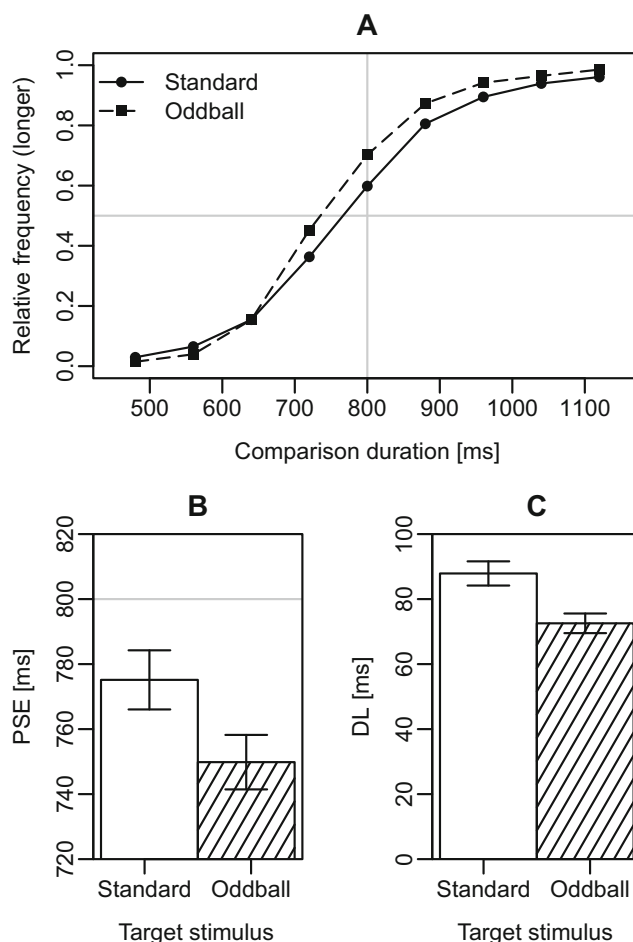 A
Relative frequency (longer)
0.0 0.2 0.4 0.6 0.8 1.0
Standard
Oddball
500 600 700 800 900 1000 1100
Comparison duration [ms]
B
PSE [ms]
720 740 760 780 800 820
Standard Oddball
Target stimulus
C
DL [ms]
0 20 40 60 80 100
Standard Oddball
Target stimulus